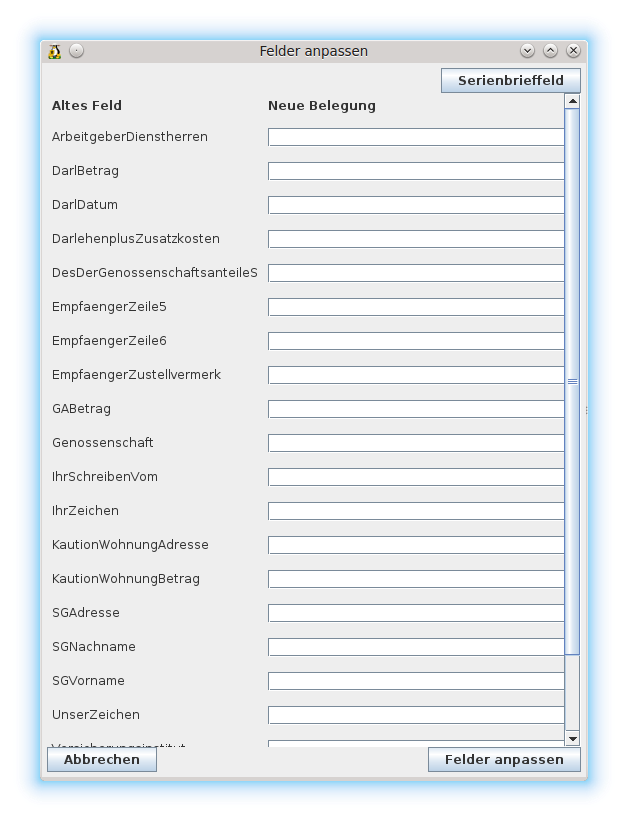 Felder anpassen
Serienbrieffeld
Altes Feld Neue Belegung
ArbeitgeberDienstherren
DarlBetrag
DarlDatum
DarlehenplusZusatzkosten
DesDerGenossenschaftsanteileS
EmpfaengerZeile5
EmpfaengerZeile6
EmpfaengerZustellvermerk
GABetrag
Genossenschaft
IhrSchreibenVom
IhrZeichen
KautionWohnungAdresse
KautionWohnungBetrag
SGAdresse
SGNachname
SGVorname
UnserZeichen
Abbrechen Felder anpassen